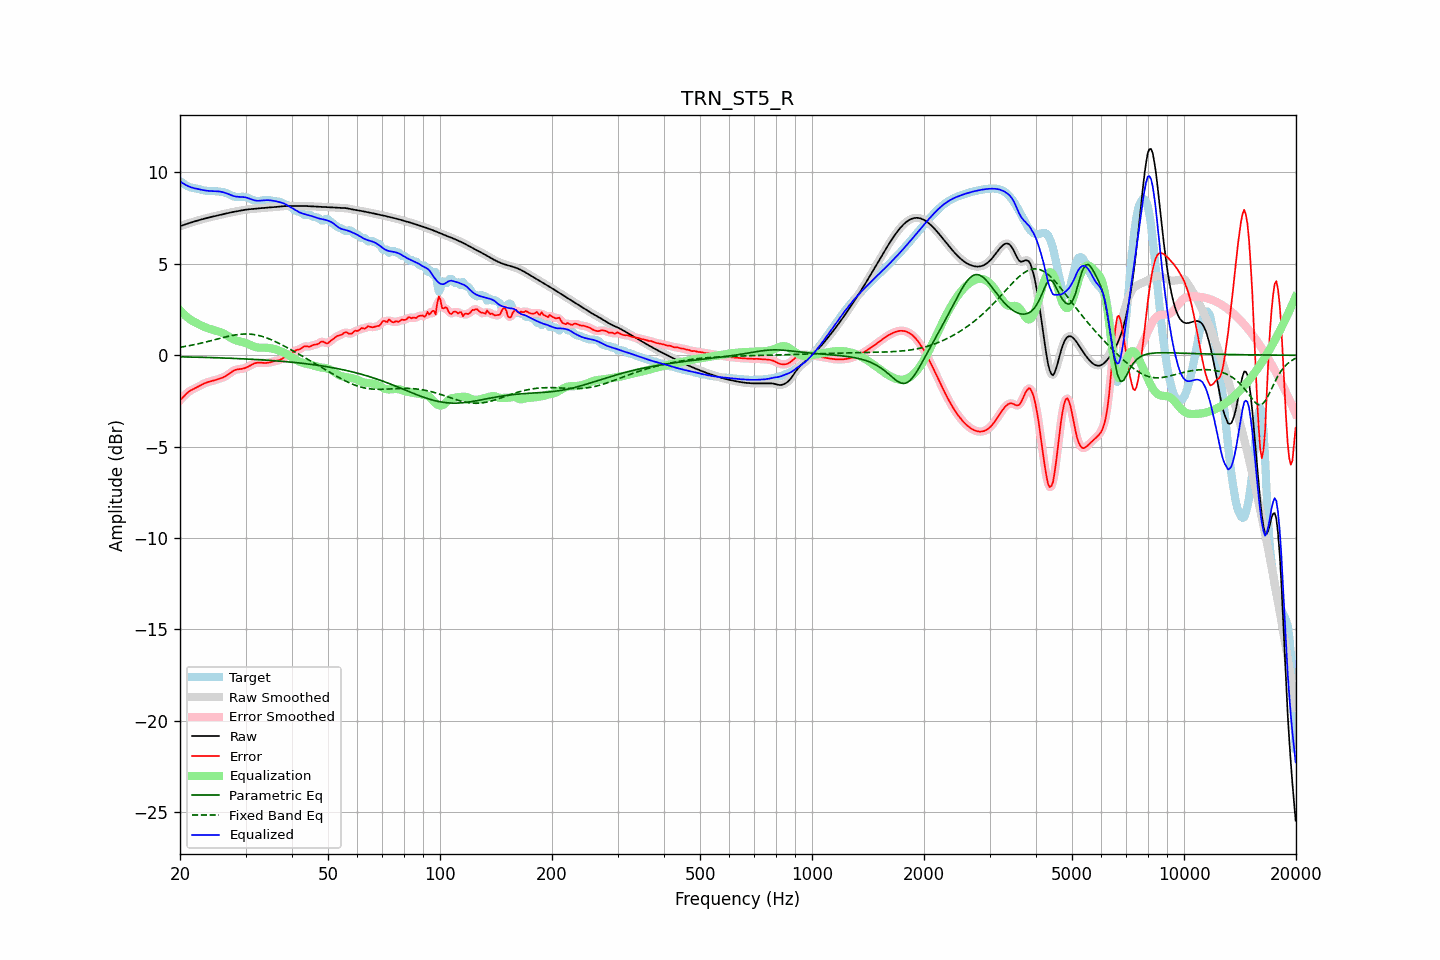 TRN_ST5_R
Amplitude (dBr)
10
5
0
−5
−10
−15
−20
−25
Target
Raw Smoothed
Error Smoothed
Raw
Error
Equalization
Parametric Eq
Fixed Band Eq
Equalized
20 50 100 200 500 1000 2000 5000 10000 20000
Frequency (Hz)